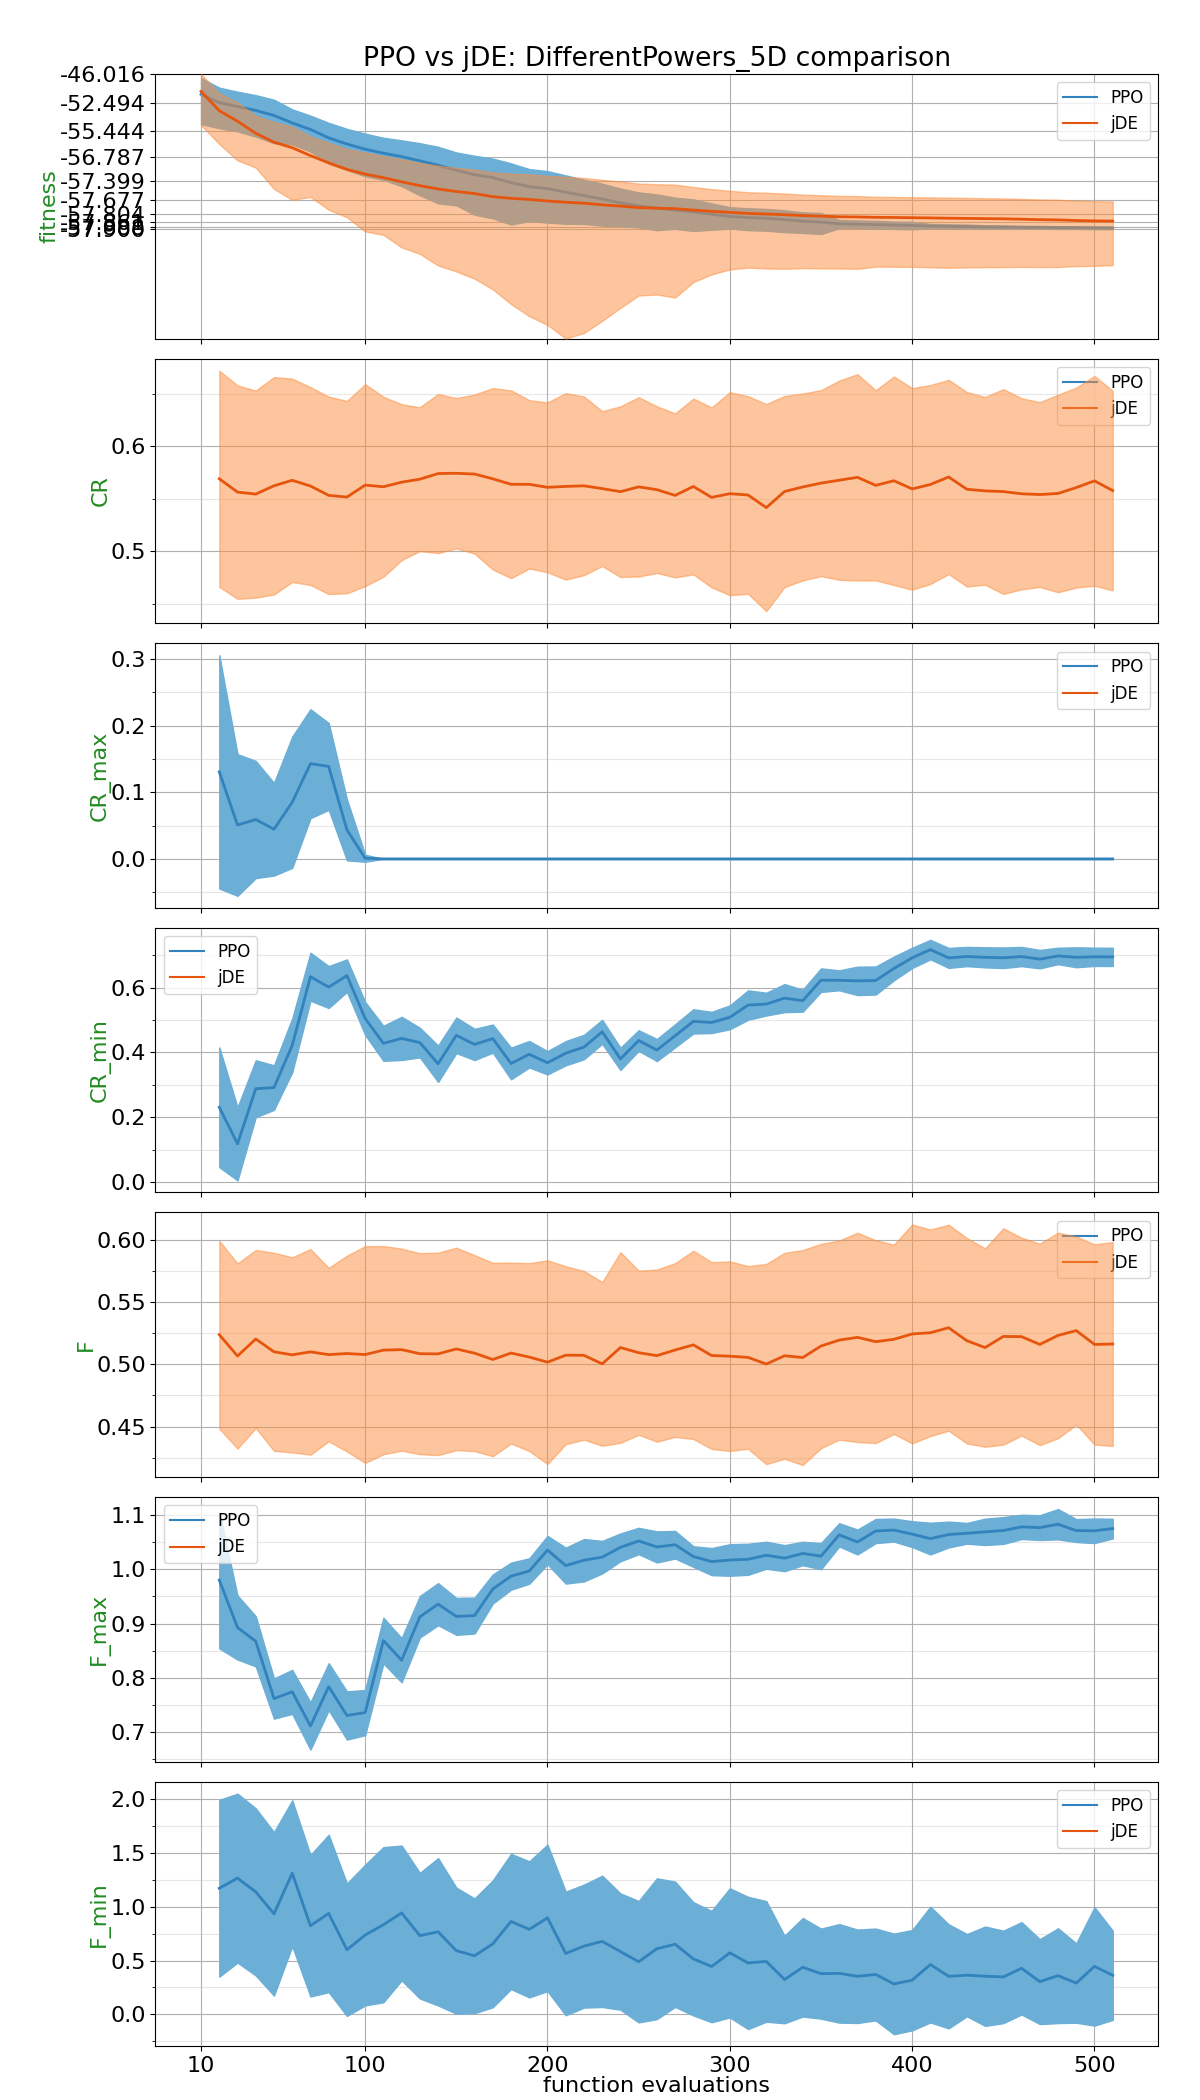 PPO vs jDE: DifferentPowers_5D comparison
-46.016
-52.494
-55.444
-56.787
-57.399
-57.677
-57.804
fitness
PPO
jDE
0.6
0.5
CR
PPO
jDE
0.3
0.2
0.1
0.0
CR_max
PPO
jDE
0.6
0.4
0.2
0.0
CR_min
PPO
jDE
0.60
0.55
0.50
0.45
F
PPO
jDE
1.1
1.0
0.9
0.8
0.7
F_max
PPO
jDE
2.0
1.5
1.0
0.5
0.0
F_min
PPO
jDE
10 100 200 300 400 500
function evaluations